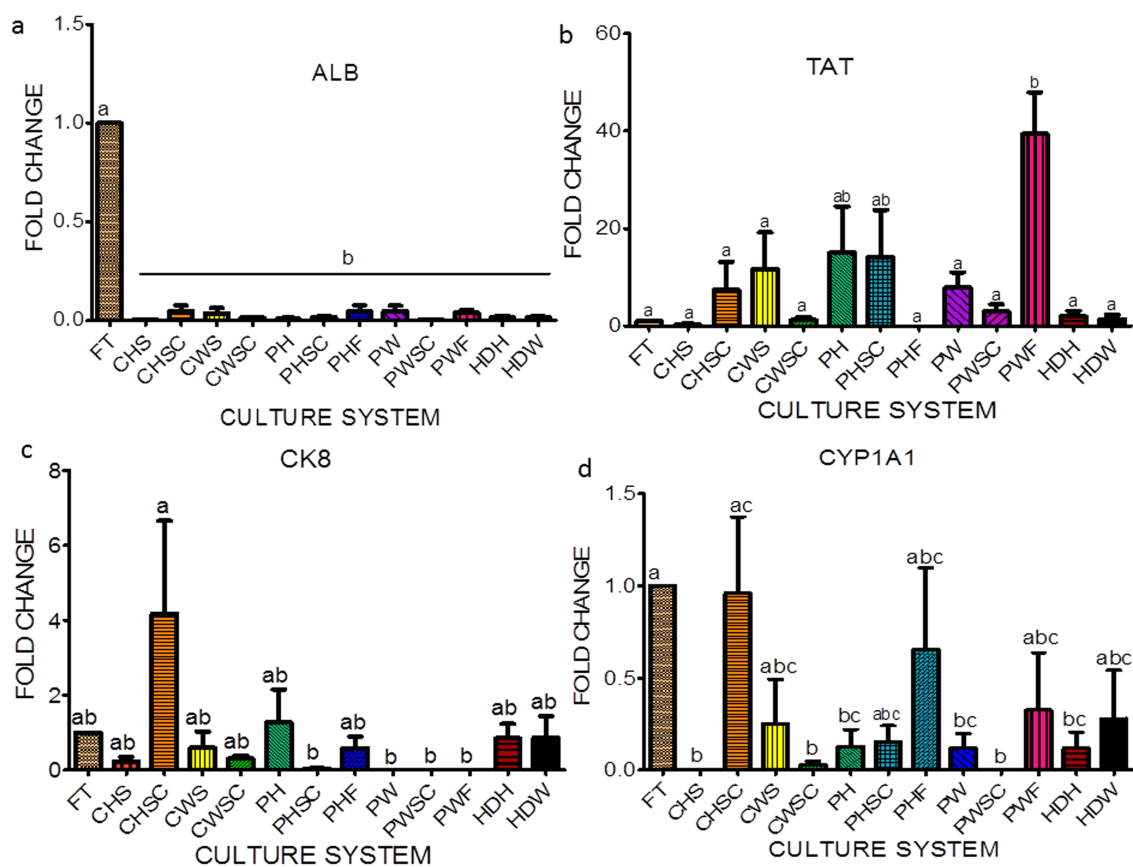 a
ALB
FOLD CHANGE
1.5
1.0
0.5
0.0
a
b
FT
CHS
CHSC
CWS
CWSC
PH
PHSC
PHF
PW
PWSC
PWF
HDH
HDW
CULTURE SYSTEM
b
TAT
FOLD CHANGE
60
40
20
0
a
a
a
a
a
ab
ab
a
a
a
b
a
a
FT
CHS
CHSC
CWS
CWSC
PH
PHSC
PHF
PW
PWSC
PWF
HDH
HDW
CULTURE SYSTEM
c
CK8
FOLD CHANGE
8
6
4
2
0
ab
ab
a
ab
ab
ab
b
ab
b
b
b
ab
ab
FT
CHS
CHSC
CWS
CWSC
PH
PHSC
PHF
PW
PWSC
PWF
HDH
HDW
CULTURE SYSTEM
d
CYP1A1
FOLD CHANGE
1.5
1.0
0.5
0.0
a
b
ac
abc
b
bc
abc
abc
bc
b
abc
bc
abc
FT
CHS
CHSC
CWS
CWSC
PH
PHSC
PHF
PW
PWSC
PWF
HDH
HDW
CULTURE SYSTEM